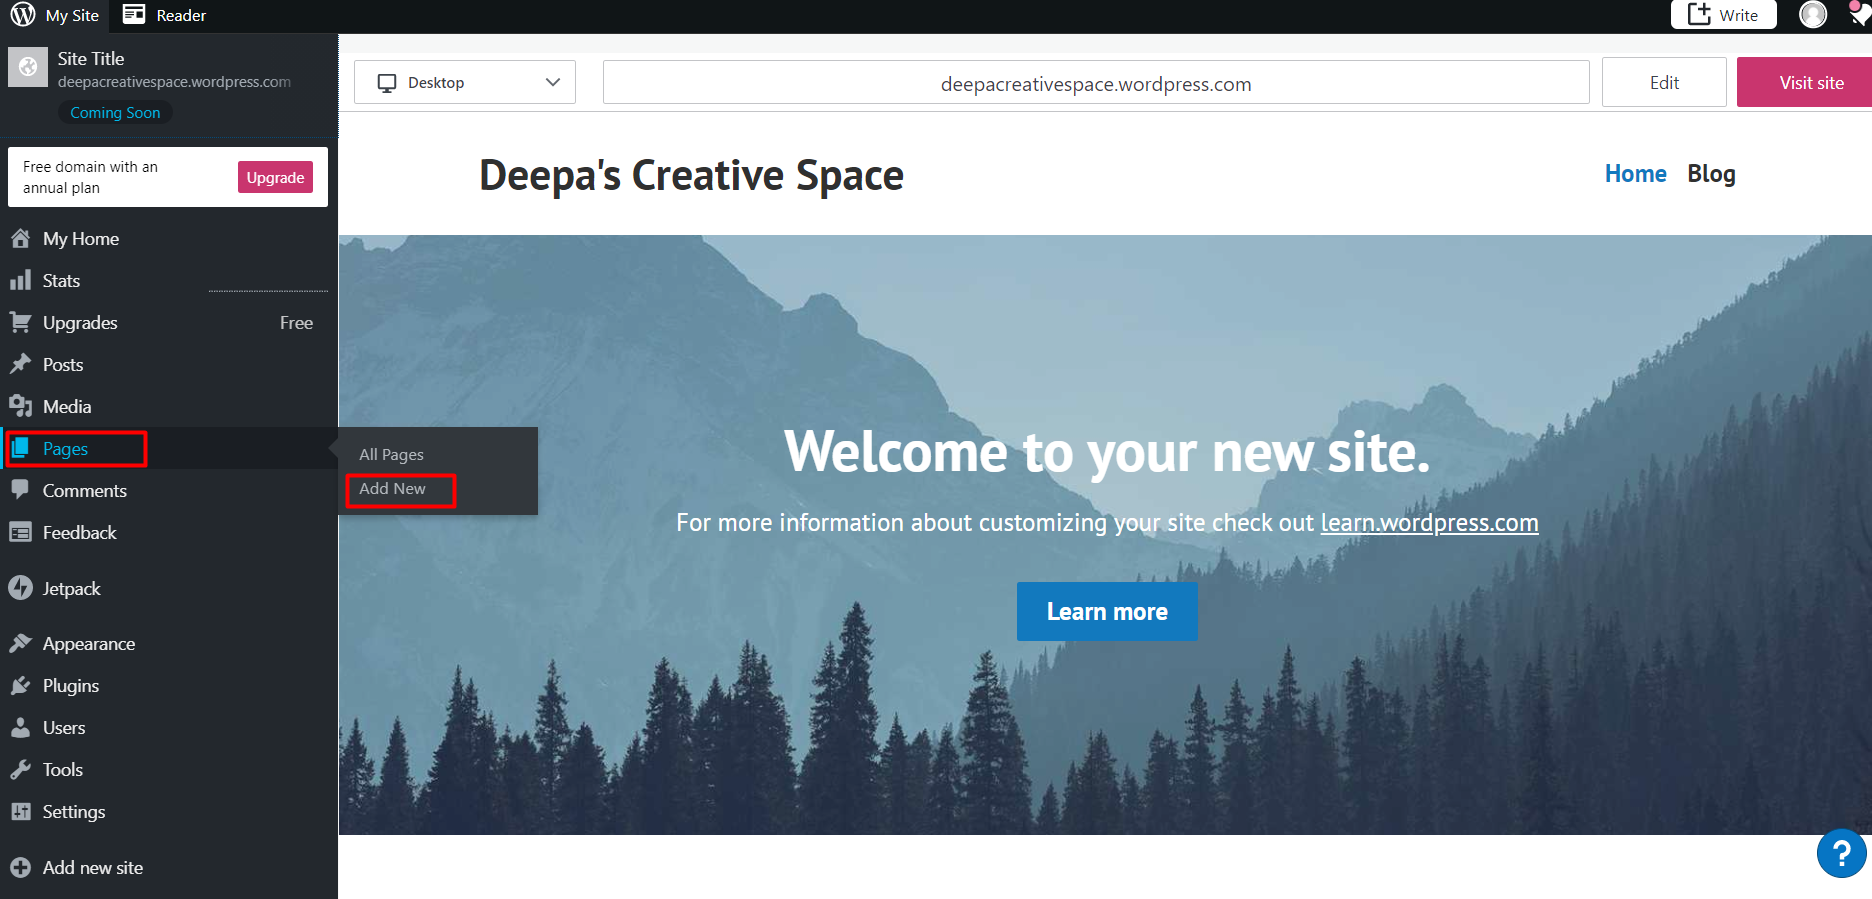 My Site
Reader
Write
Site Title
deepacreativespace.wordpress.com
Coming Soon
Free domain with an
annual plan
Upgrade
My Home
Stats
Upgrades Free
Posts
Media
Pages
Comments
Feedback
Jetpack
Appearance
Plugins
Users
Tools
Settings
Add new site
All Pages
Add New
Desktop
deepacreativespace.wordpress.com
Edit
Visit site
Deepa's Creative Space
Home Blog
Welcome to your new site.
For more information about customizing your site check out learn.wordpress.com
Learn more
?